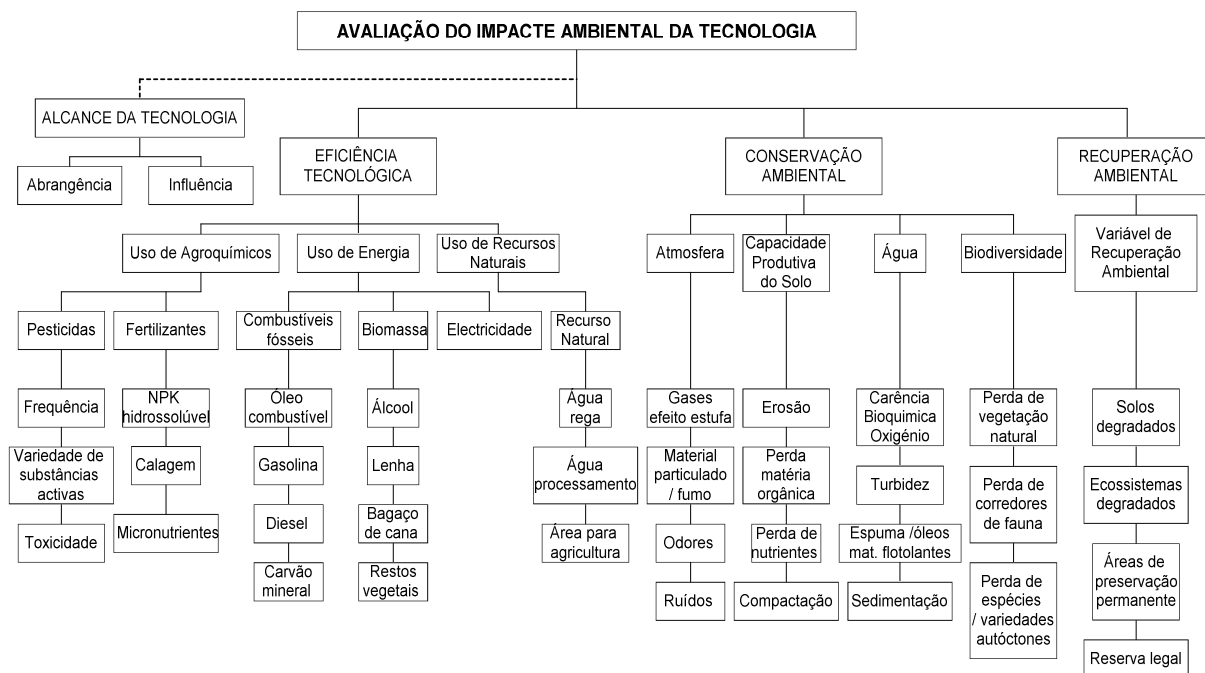 AVALIAÇÃO DO IMPACTE AMBIENTAL DA TECNOLOGIA
ALCANCE DA TECNOLOGIA
Abrangência
Influência
EFICIÊNCIA
TECNOLÓGICA
CONSERVAÇÃO
AMBIENTAL
RECUPERAÇÃO
AMBIENTAL
Uso de Agroquímicos
Uso de Energia
Uso de Recursos
Naturais
Atmosfera
Capacidade
Produtiva
do Solo
Água
Biodiversidade
Variável de
Recuperação
Ambiental
Pesticidas
Fertilizantes
Combustíveis
fósseis
Biomassa
Electricidade
Recurso
Natural
Frequência
Variedade de
substâncias
activas
Toxicidade
NPK
hidrossolúvel
Calagem
Micronutrientes
Óleo
combustível
Gasolina
Diesel
Carvão
mineral
Álcool
Lenha
Bagaço
de cana
Restos
vegetais
Água
rega
Água
processamento
Área para
agricultura
Gases
efeito estufa
Material
particulado
/ fumo
Odores
Ruídos
Erosão
Perda
matéria
orgânica
Perda de
nutrientes
Compactação
Carência
Bioquimica
Oxigénio
Turbidez
Espuma /óleos
mat. flotolantes
Sedimentação
Perda de
vegetação
natural
Perda de
corredores
de fauna
Perda de
espécies
/ variedades
autóctones
Solos
degradados
Ecossistemas
degradados
Áreas de
preservação
permanente
Reserva legal